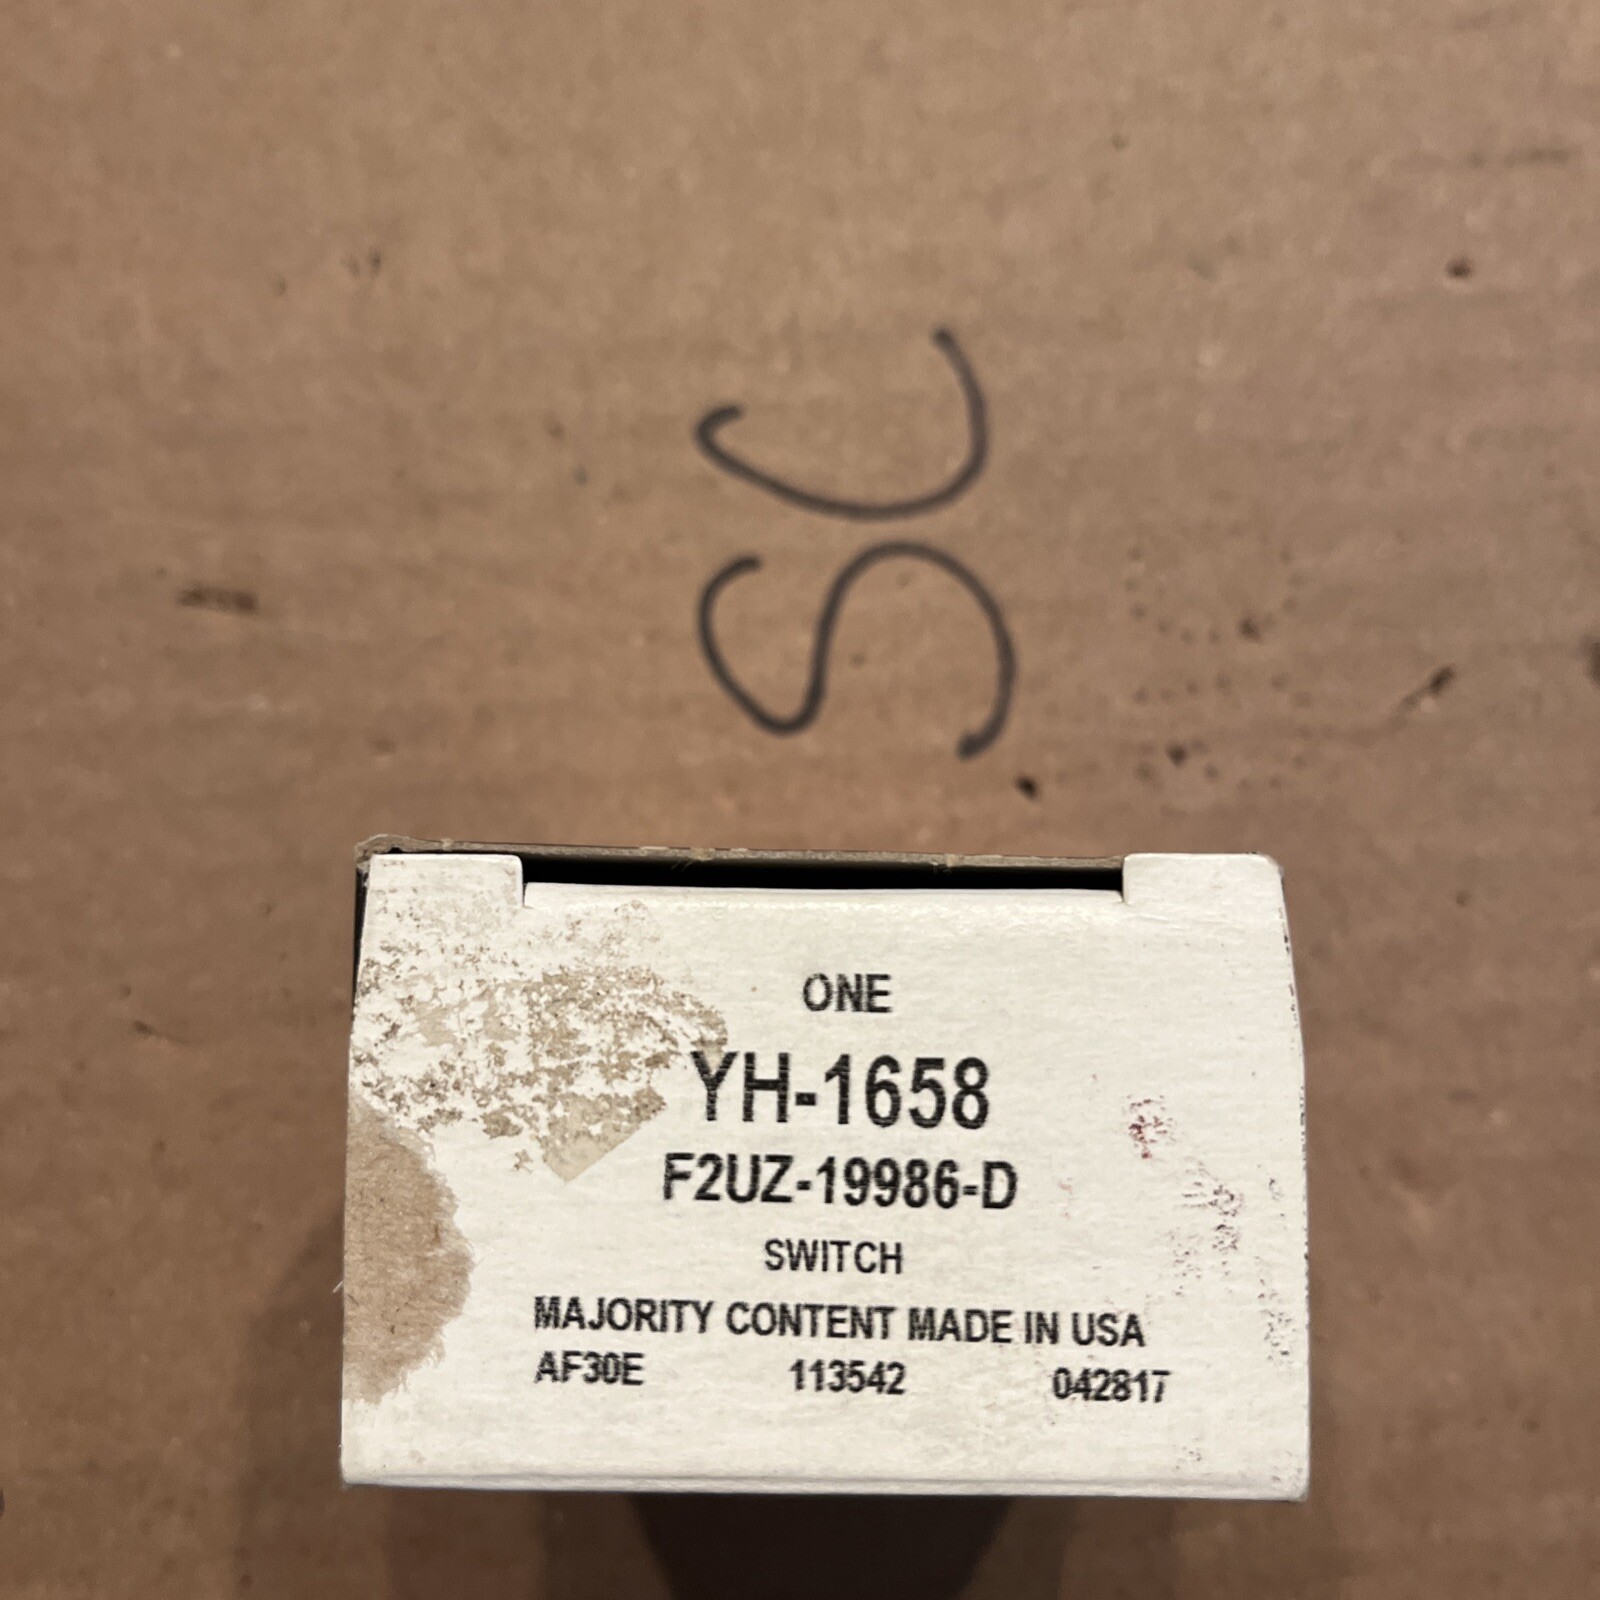 SC
ONE
YH-1658
F2UZ-19986-D
SWITCH
MAJORITY CONTENT MADE IN USA
AF30E 113542 042817